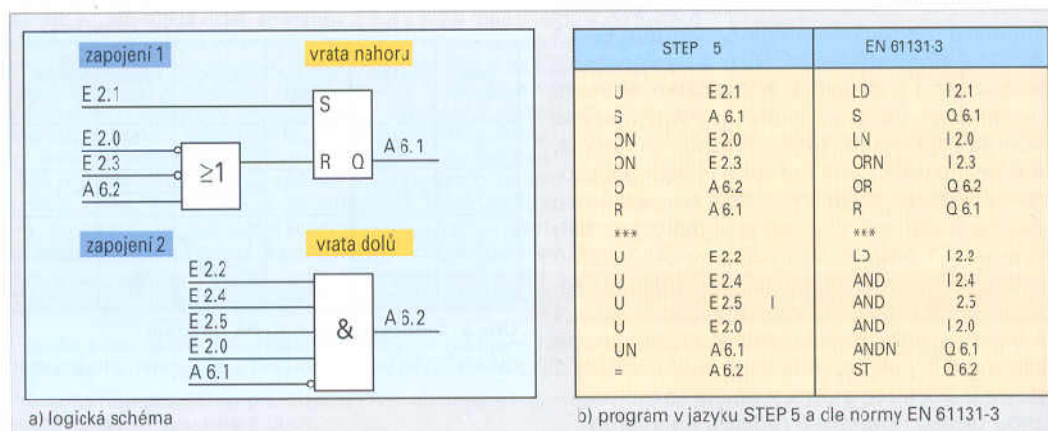 zapojení 1
vrata nahoru
E 2.1
S
E 2.0
E 2.3
A 6.2
≥1
R Q
A 6.1
zapojení 2
vrata dolů
E 2.2
E 2.4
E 2.5
E 2.0
A 6.1
&
A 6.2
a) logická schéma
STEP 5 EN 61131-3
U E 2.1 LD I 2.1
S A 6.1 S Q 6.1
ON E 2.0 LN I 2.0
ON E 2.3 ORN I 2.3
O A 6.2 OR Q 6.2
R A 6.1 R Q 6.1
*** ***
U E 2.2 LD I 2.2
U E 2.4 AND I 2.4
U E 2.5 I AND 2.5
U E 2.0 AND I 2.0
UN A 6.1 ANDN Q 6.1
= A 6.2 ST Q 6.2
b) program v jazyku STEP 5 a dle normy EN 61131-3